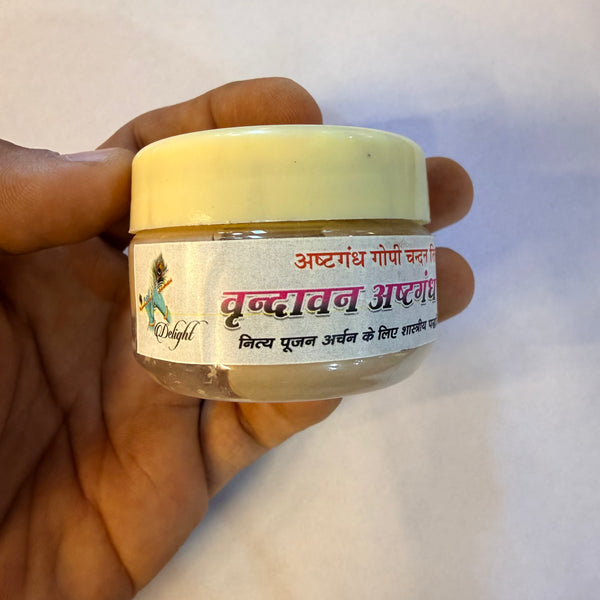 अष्टगंध गोपी चन्दन
वृन्दावन अष्टगंध
Delight
नित्य पूजन अर्चन के लिए शास्त्रीय